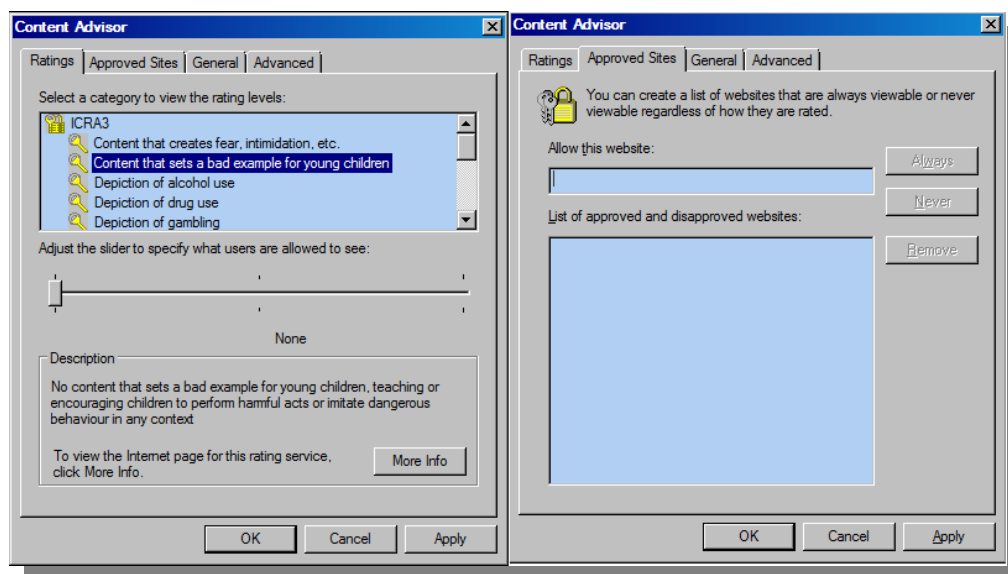 Content Advisor
Ratings
Approved Sites
General
Advanced
Select a category to view the rating levels:
ICRA3
Content that creates fear, intimidation, etc.
Content that sets a bad example for young children
Depiction of alcohol use
Depiction of drug use
Depiction of gambling
Adjust the slider to specify what users are allowed to see:
None
Description
No content that sets a bad example for young children, teaching or
encouraging children to perform harmful acts or imitate dangerous
behaviour in any context
To view the Internet page for this rating service,
click More Info.
More Info
OK
Cancel
Apply
Content Advisor
Ratings
Approved Sites
General
Advanced
You can create a list of websites that are always viewable or never
viewable regardless of how they are rated.
Allow this website:
Always
Never
List of approved and disapproved websites:
Remove
OK
Cancel
Apply